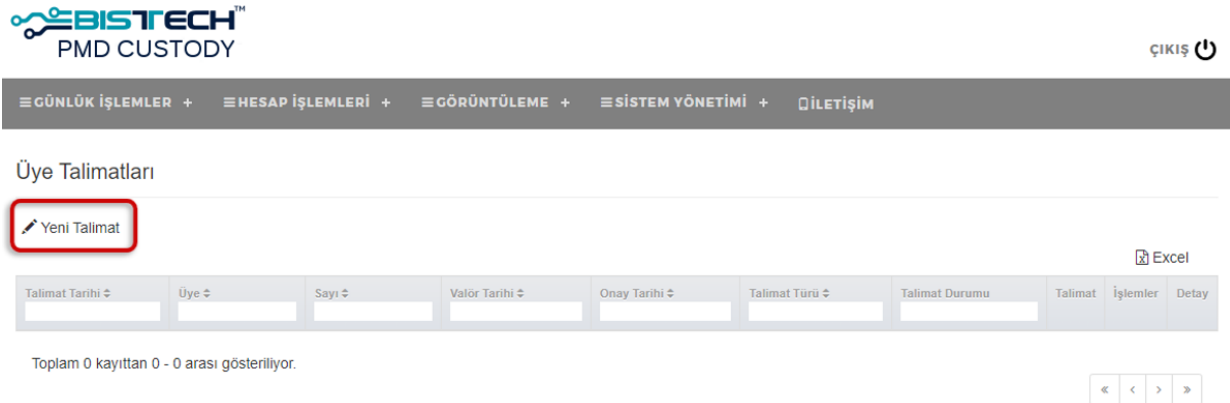 BISTECH™
PMD CUSTODY
ÇIKIŞ
GÜNLÜK İŞLEMLER + HESAP İŞLEMLERİ + GÖRÜNTÜLEME + SİSTEM YÖNETİMİ + İLETİŞİM
Üye Talimatları
Yeni Talimat
Excel
Talimat Tarihi Üye Sayı Valör Tarihi Onay Tarihi Talimat Türü Talimat Durumu Talimat İşlemler Detay
Toplam 0 kayıttan 0 - 0 arası gösteriliyor.
« ‹ › »